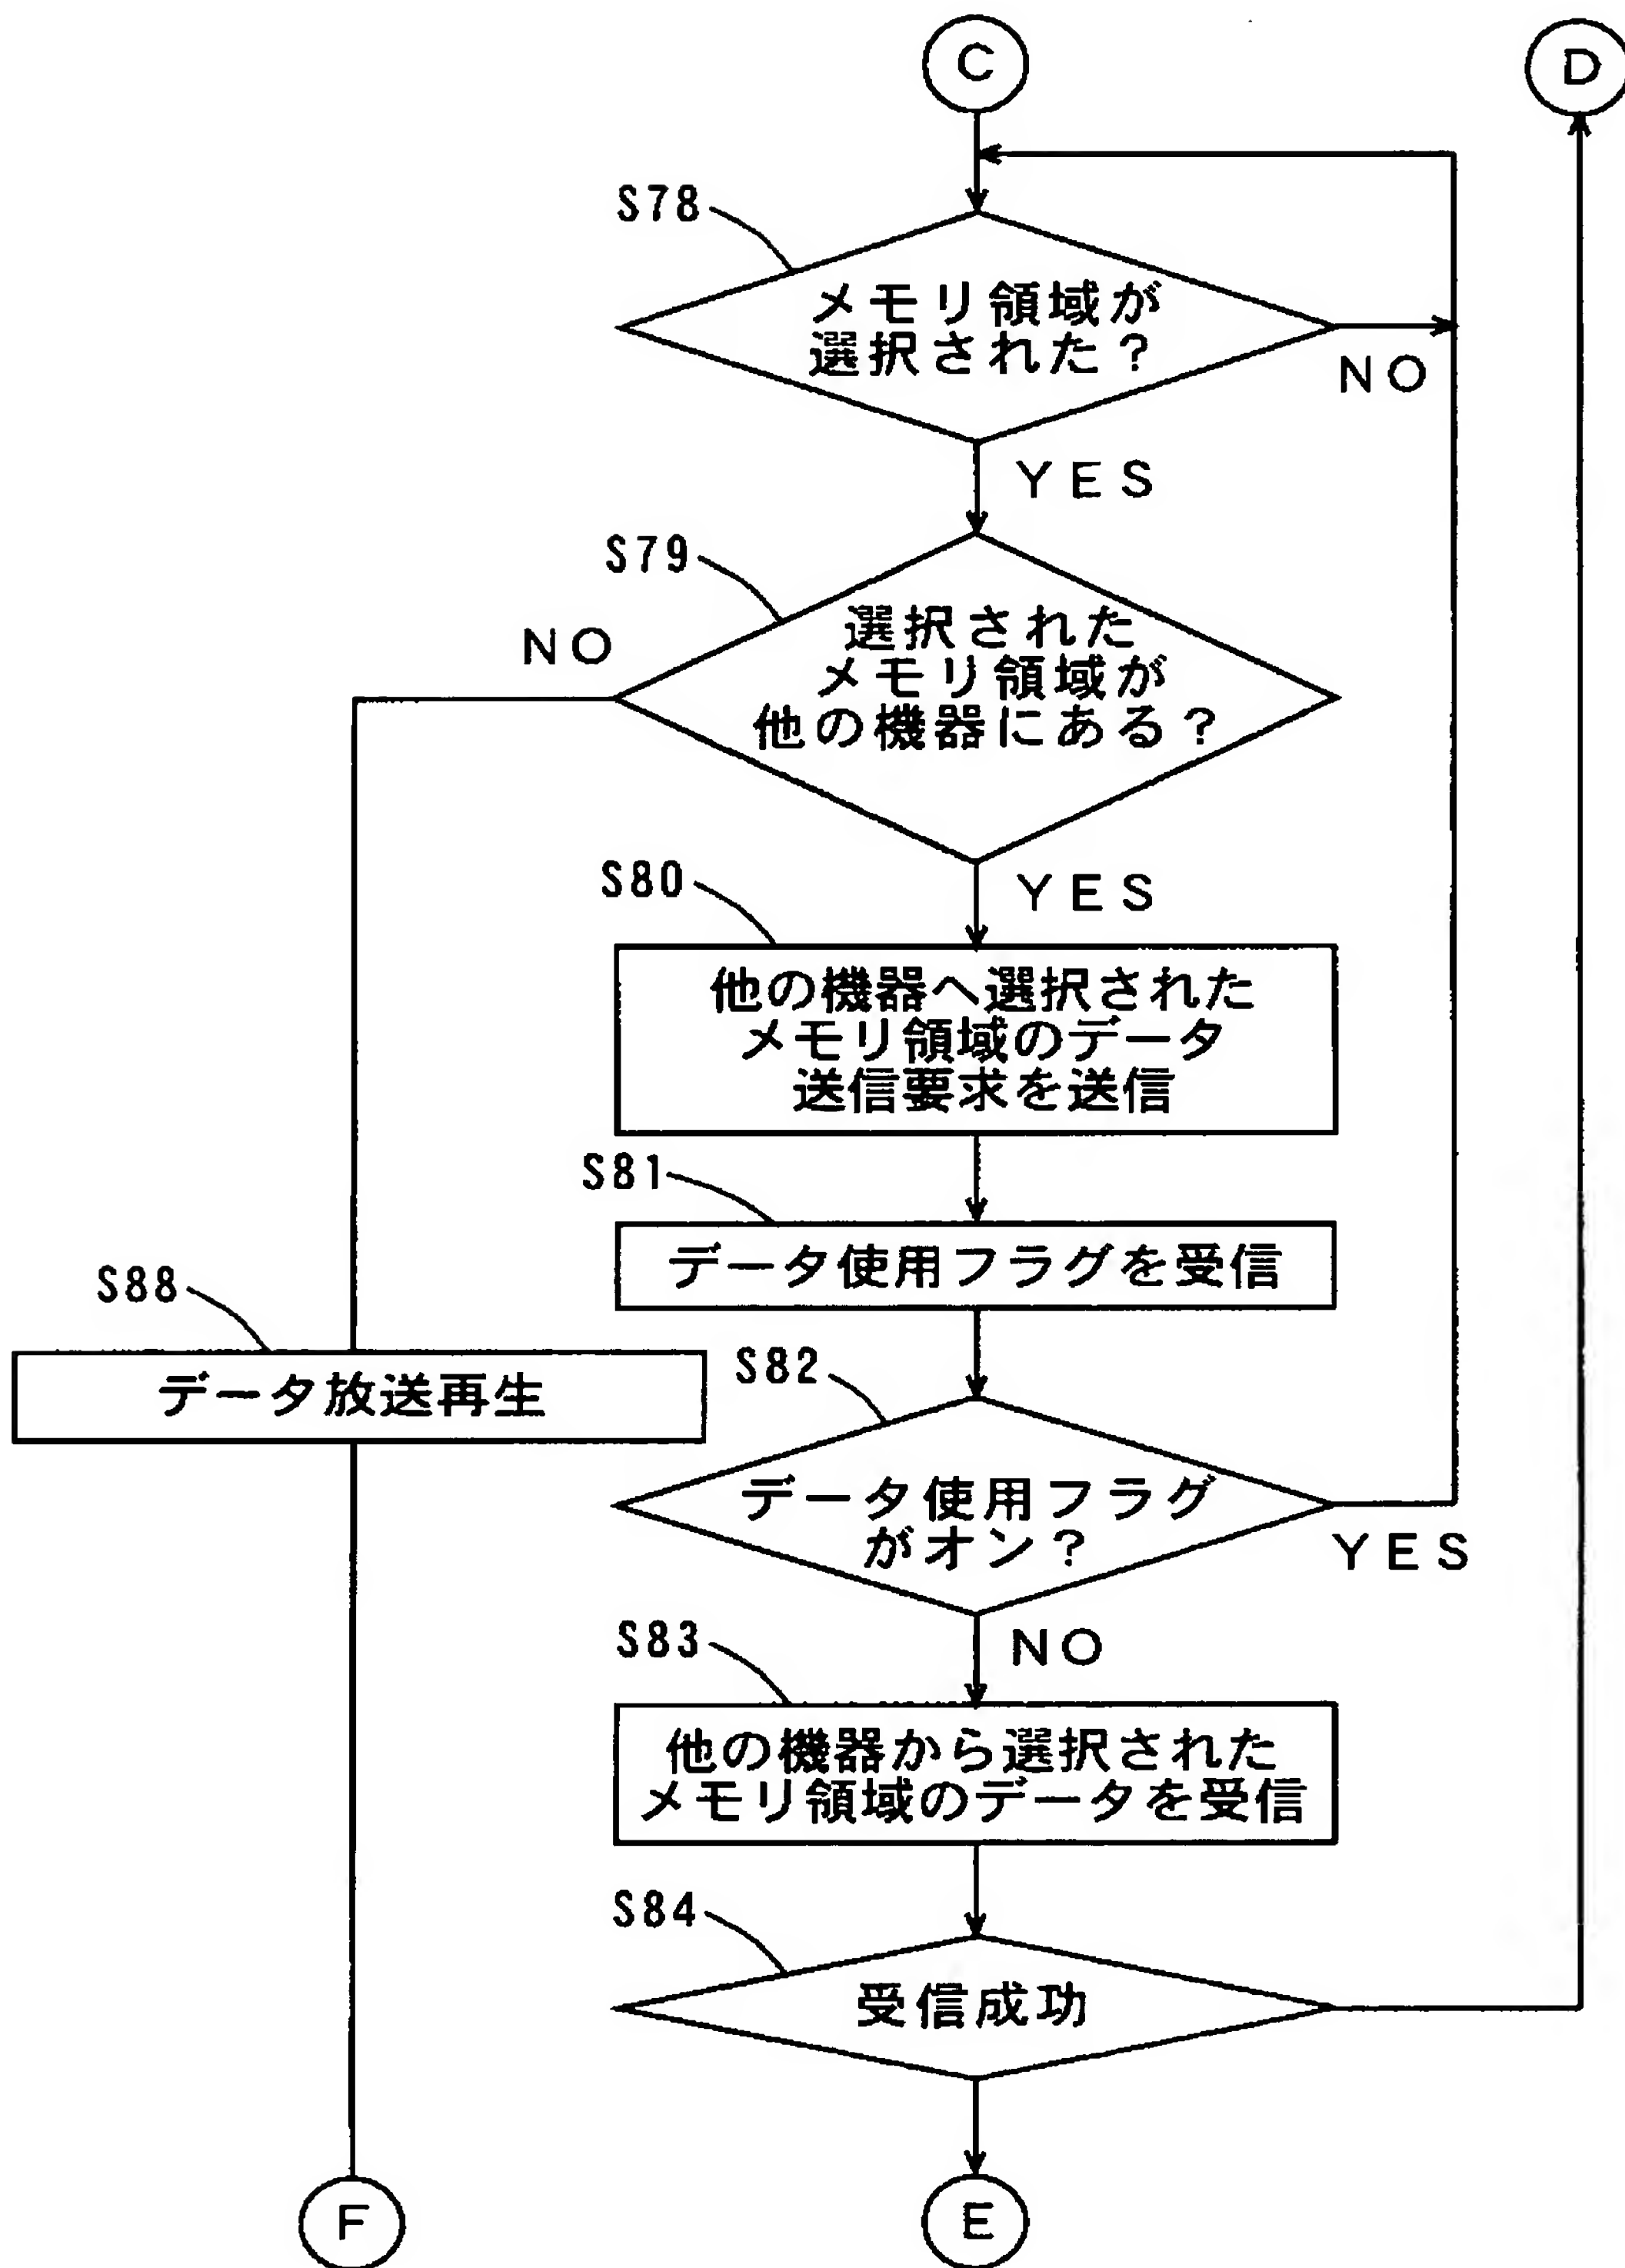 C
D
S78
メモリ領域が
選択された？
NO
YES
S79
NO
選択された
メモリ領域が
他の機器にある？
YES
S80
他の機器へ選択された
メモリ領域のデータ
送信要求を送信
S81
データ使用フラグを受信
S88
データ放送再生
S82
データ使用フラグ
がオン？
YES
NO
S83
他の機器から選択された
メモリ領域のデータを受信
S84
受信成功
F
E